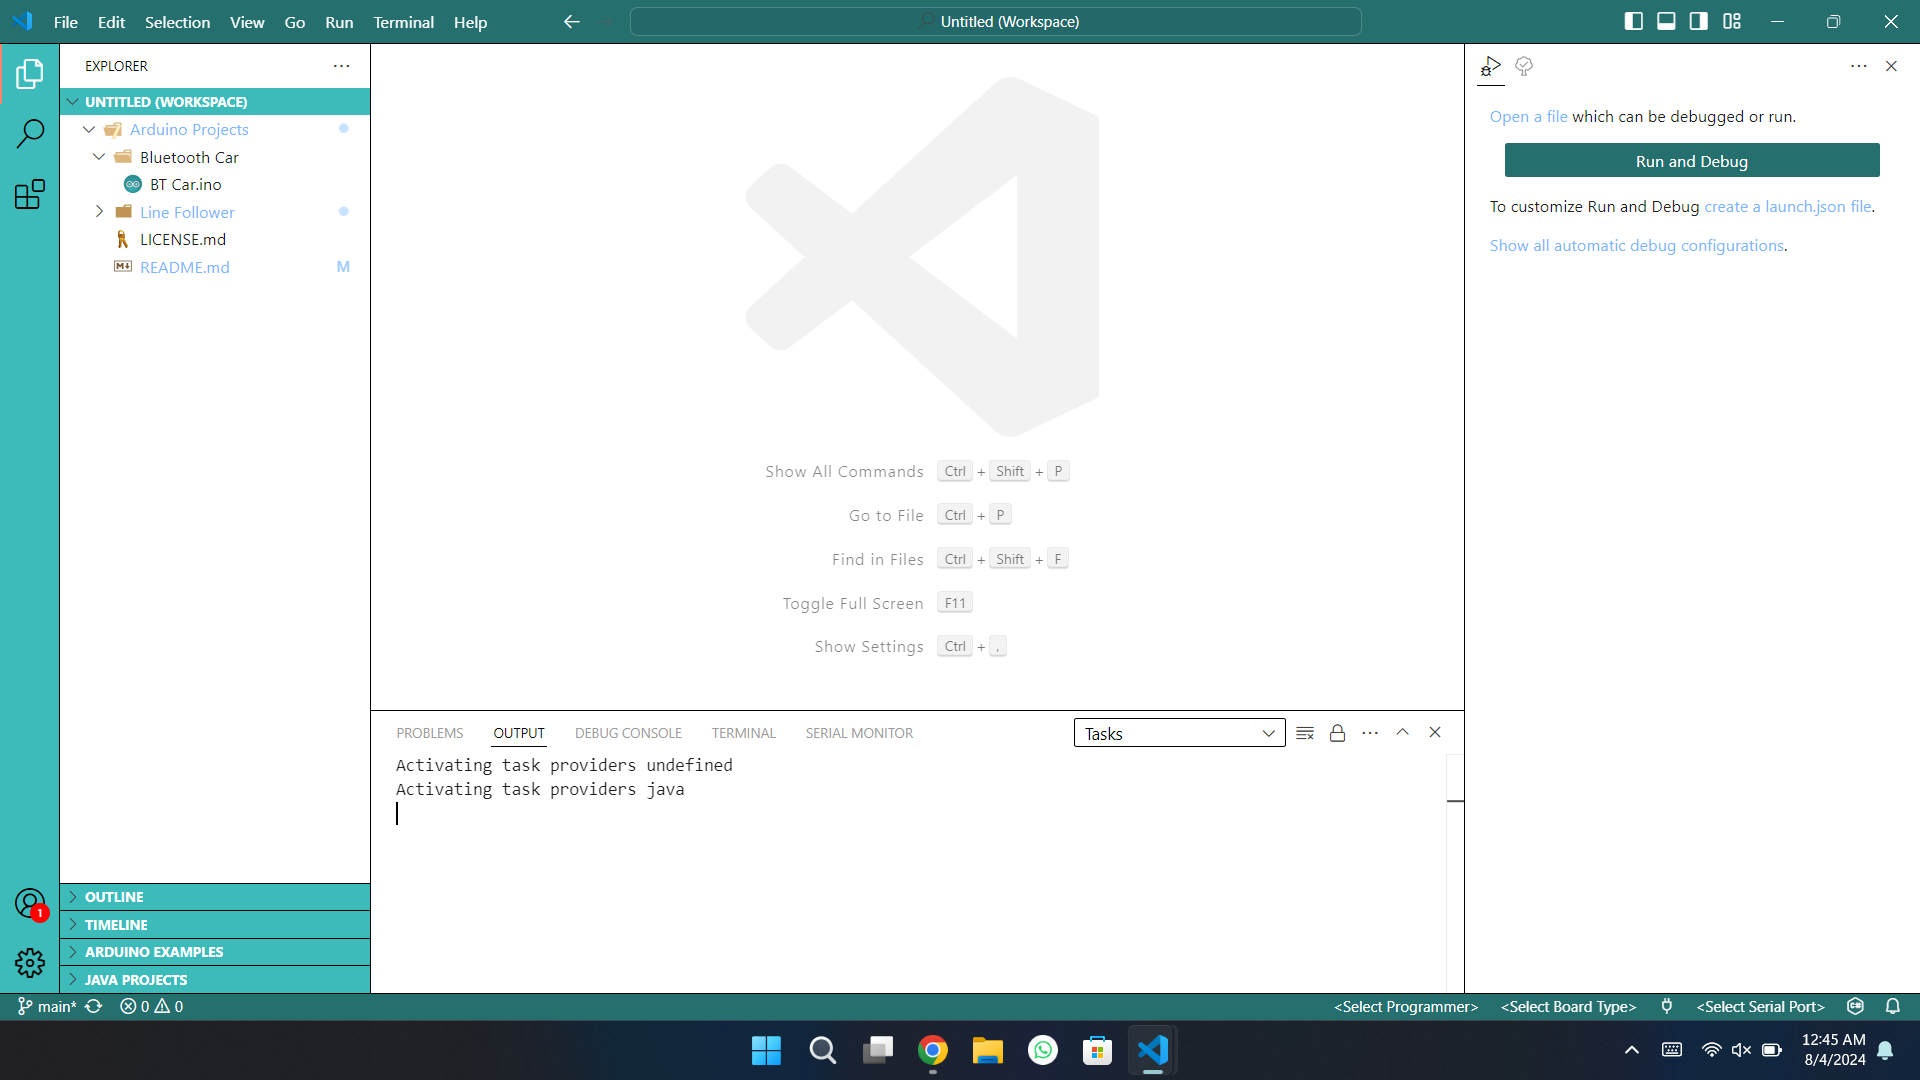 File Edit Selection View Go Run Terminal Help
Untitled (Workspace)
EXPLORER
UNTITLED (WORKSPACE)
Arduino Projects
Bluetooth Car
BT Car.ino
Line Follower
LICENSE.md
README.md M
OUTLINE
TIMELINE
ARDUINO EXAMPLES
JAVA PROJECTS
1
Show All Commands Ctrl + Shift + P
Go to File Ctrl + P
Find in Files Ctrl + Shift + F
Toggle Full Screen F11
Show Settings Ctrl + ,
PROBLEMS OUTPUT DEBUG CONSOLE TERMINAL SERIAL MONITOR Tasks
Activating task providers undefined
Activating task providers java
Open a file which can be debugged or run.
Run and Debug
To customize Run and Debug create a launch.json file.
Show all automatic debug configurations.
main* 0 0 <Select Programmer> <Select Board Type> <Select Serial Port>
12:45 AM
8/4/2024